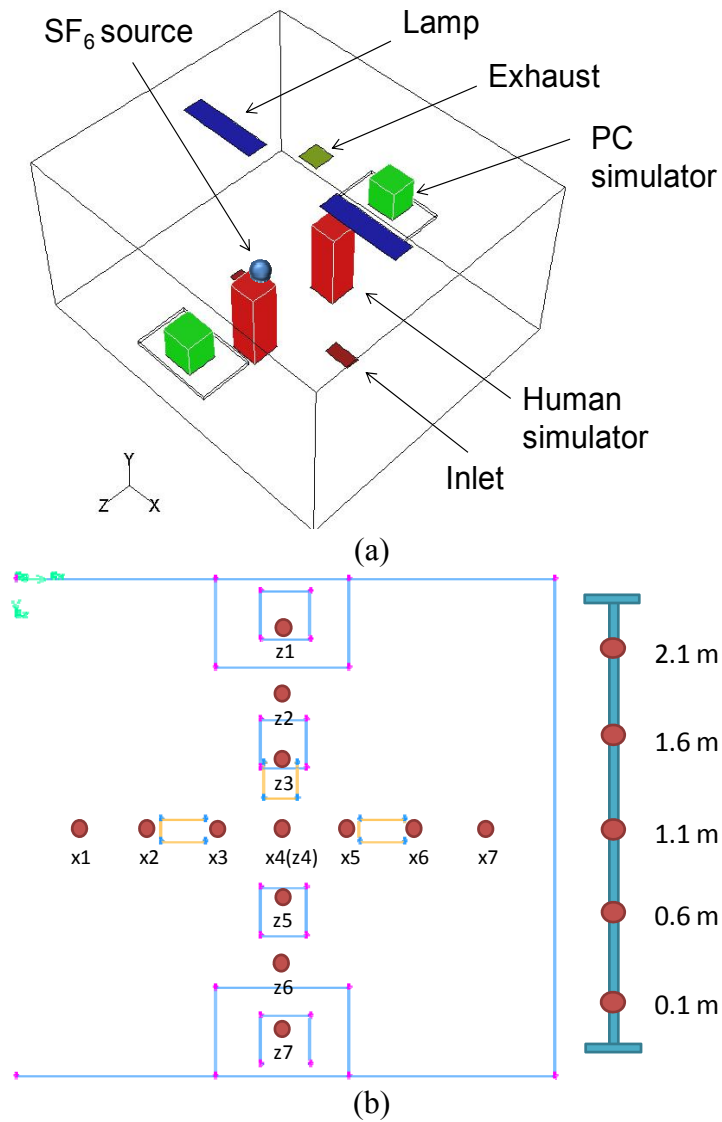 SF6 source
Lamp
Exhaust
PC
simulator
Human
simulator
Inlet
Y
Z
X
(a)
z1
2.1 m
z2
1.6 m
z3
1.1 m
x1
x2
x3
x4(z4)
x5
x6
x7
z5
0.6 m
z6
0.1 m
z7
(b)